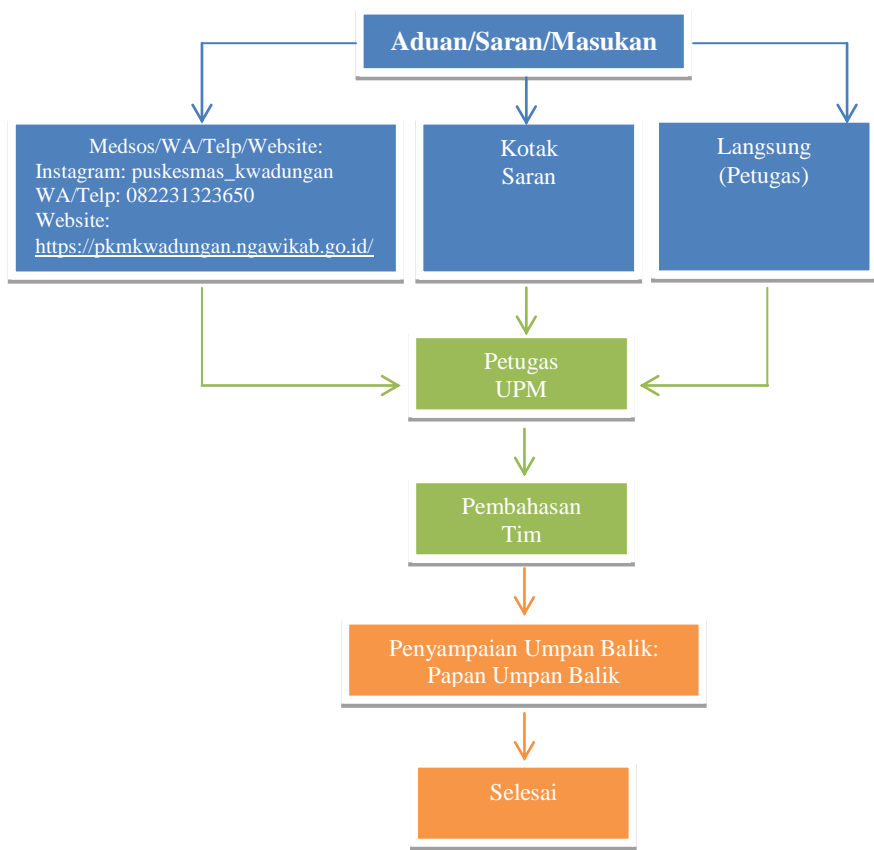 Aduan/Saran/Masukan
Medsos/WA/Telp/Website:
Instagram: puskesmas_kwadungan
WA/Telp: 082231323650
Website:
https://pkmkwadungan.ngawikab.go.id/
Kotak
Saran
Langsung
(Petugas)
Petugas
UPM
Pembahasan
Tim
Penyampaian Umpan Balik:
Papan Umpan Balik
Selesai